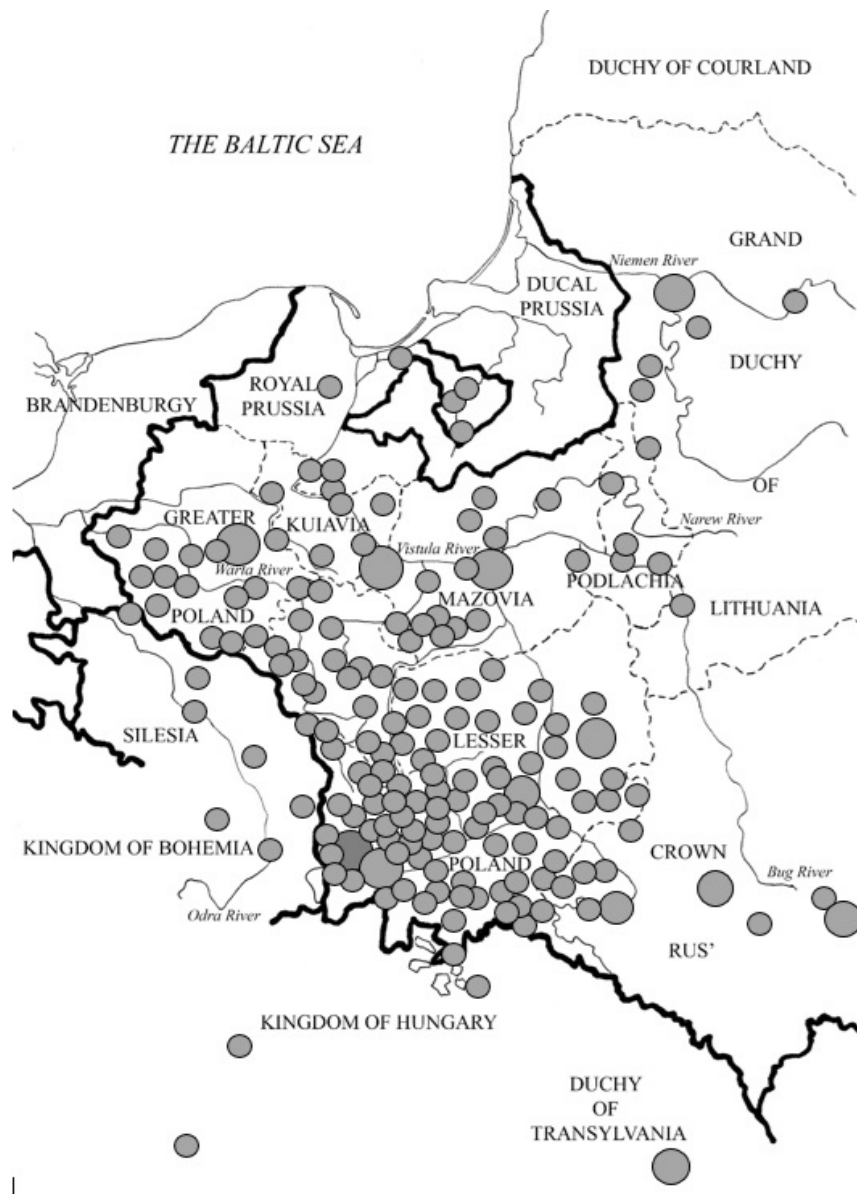 DUCHY OF COURLAND
THE BALTIC SEA
GRAND
Niemen River
DUCAL
PRUSSIA
DUCHY
ROYAL
PRUSSIA
BRANDENBURGY
OF
GREATER
KUIAVIA
Narew River
Vistula River
Warta River
PODLACHIA
MAZOVIA
POLAND
LITHUANIA
SILESIA
LESSER
KINGDOM OF BOHEMIA
POLAND
CROWN
Bug River
Odra River
RUS'
KINGDOM OF HUNGARY
DUCHY
OF
TRANSYLVANIA